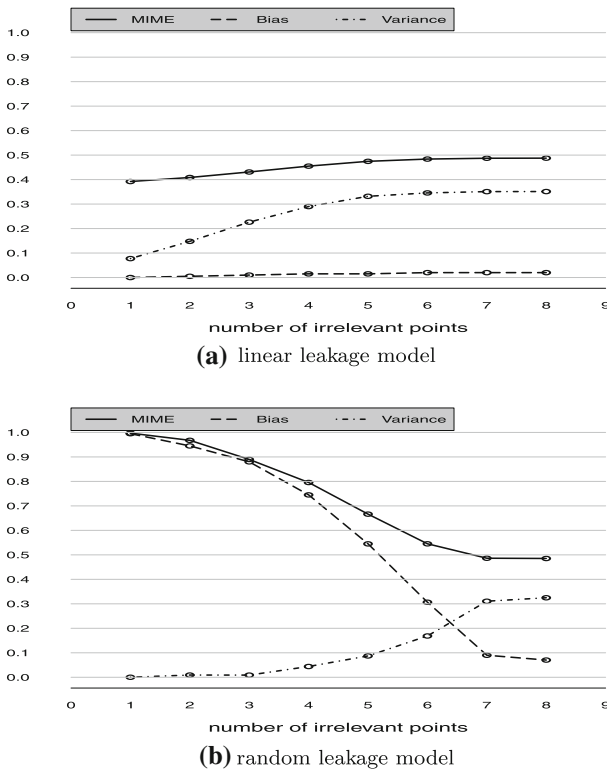 MIME Bias Variance
1.0
0.9
0.8
0.7
0.6
0.5
0.4
0.3
0.2
0.1
0.0
0 1 2 3 4 5 6 7 8 9
number of irrelevant points
(a) linear leakage model
MIME Bias Variance
1.0
0.9
0.8
0.7
0.6
0.5
0.4
0.3
0.2
0.1
0.0
0 1 2 3 4 5 6 7 8 9
number of irrelevant points
(b) random leakage model